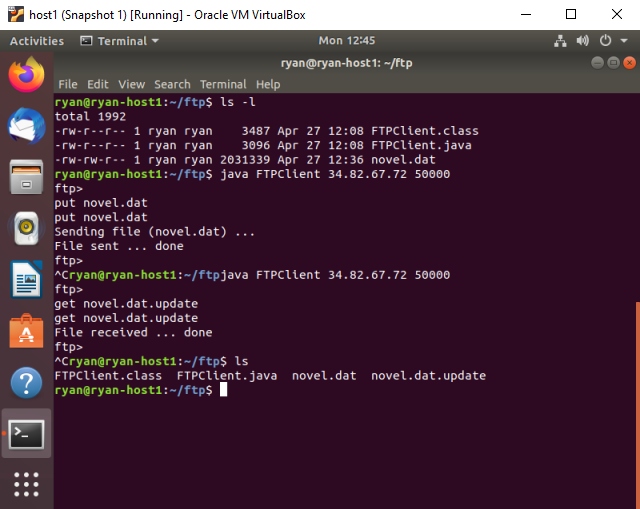 host1 (Snapshot 1) [Running] - Oracle VM VirtualBox
Activities Terminal Mon 12:45
ryan@ryan-host1: ~/ftp
File Edit View Search Terminal Help
ryan@ryan-host1:~/ftp$ ls -l
total 1992
-rw-r--r-- 1 ryan ryan    3487 Apr 27 12:08 FTPClient.class
-rw-r--r-- 1 ryan ryan    3096 Apr 27 12:08 FTPClient.java
-rw-rw-r-- 1 ryan ryan 2031339 Apr 27 12:36 novel.dat
ryan@ryan-host1:~/ftp$ java FTPClient 34.82.67.72 50000
ftp>
put novel.dat
put novel.dat
Sending file (novel.dat) ...
File sent ... done
ftp>
^Cryan@ryan-host1:~/ftpjava FTPClient 34.82.67.72 50000
ftp>
get novel.dat.update
get novel.dat.update
File received ... done
ftp>
^Cryan@ryan-host1:~/ftp$ ls
FTPClient.class  FTPClient.java  novel.dat  novel.dat.update
ryan@ryan-host1:~/ftp$